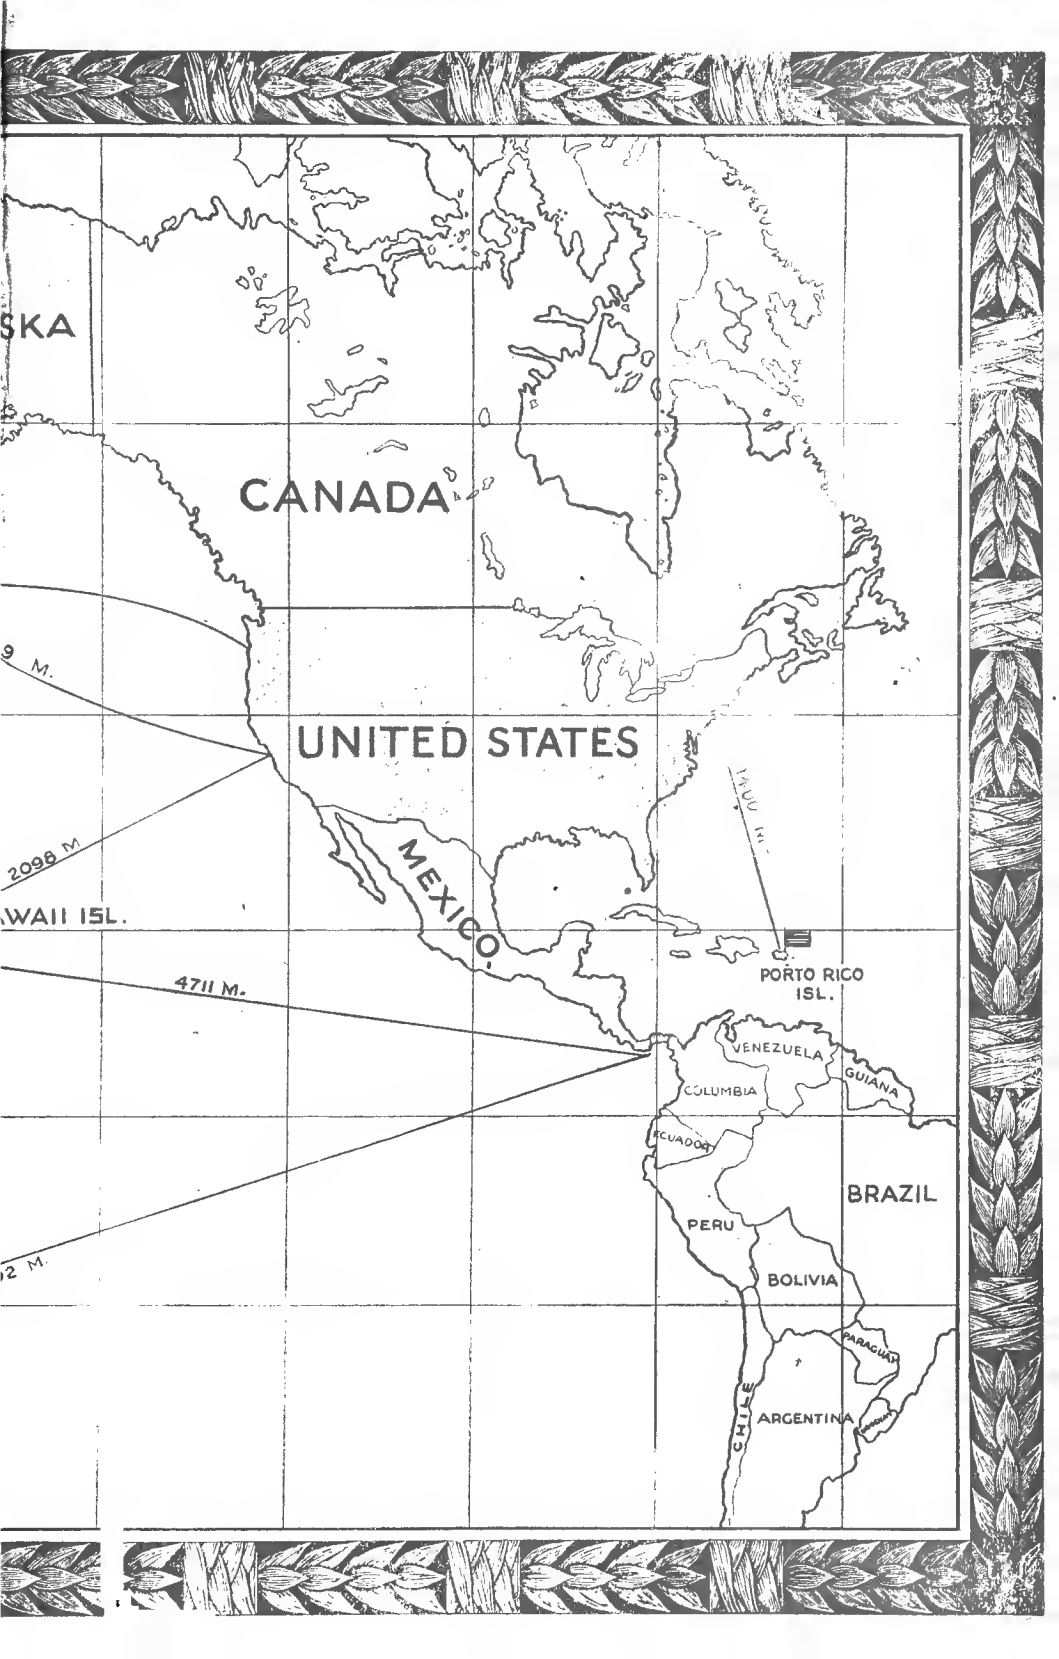 SKA
CANADA
9 M.
UNITED STATES
1400 M.
2098 M
MEXICO
WAII ISL.
4711 M.
PORTO RICO
ISL.
VENEZUELA
COLUMBIA
GUIANA
ECUADOR
BRAZIL
PERU
2 M.
BOLIVIA
PARAGUAY
CHILE
ARGENTINA